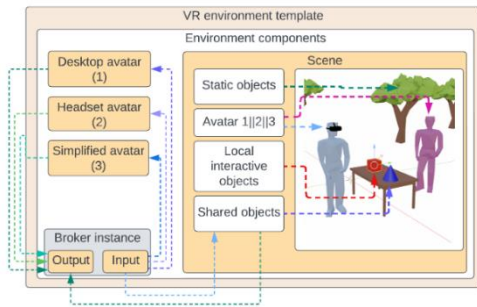 VR environment template
Environment components
Desktop avatar
(1)
Headset avatar
(2)
Simplified avatar
(3)
Broker instance
Output
Input
Scene
Static objects
Avatar 1||2||3
Local
interactive
objects
Shared objects